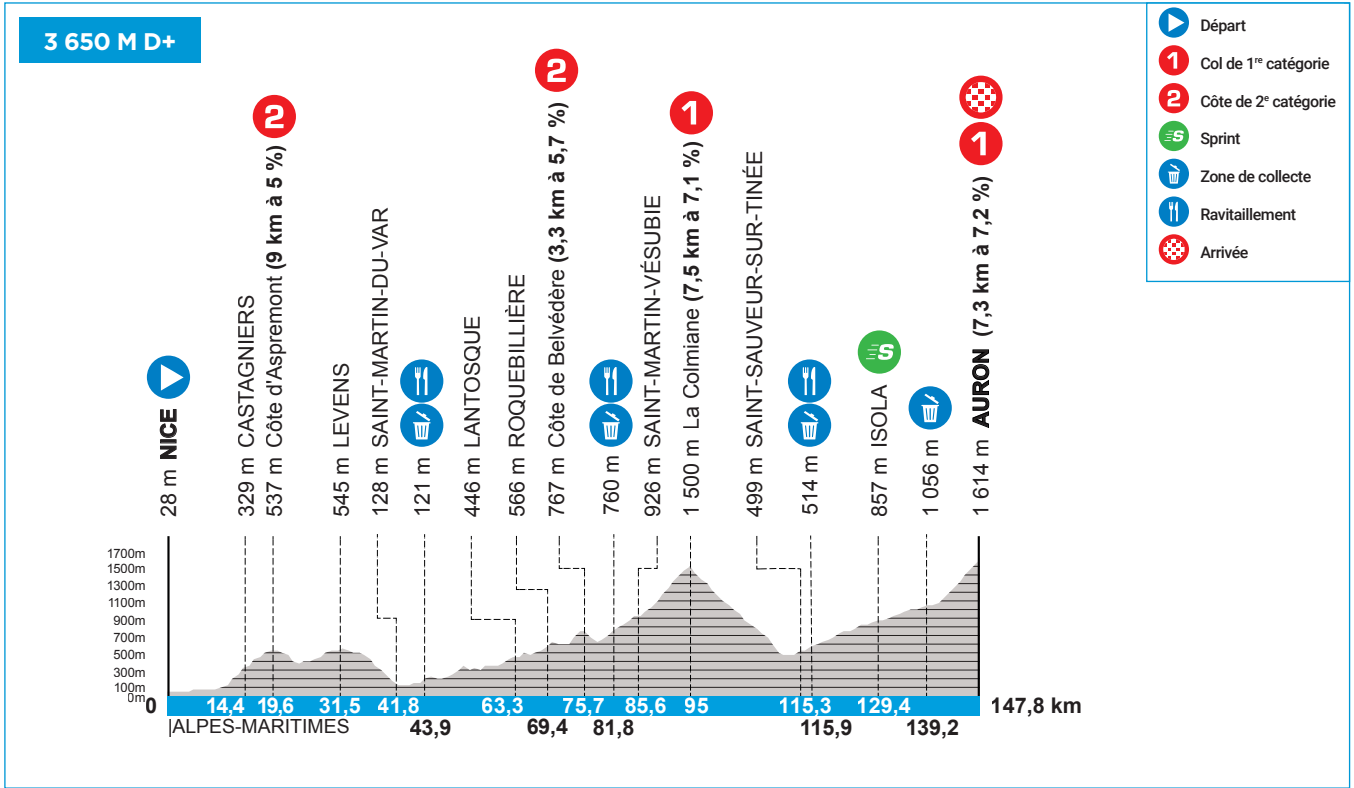 3 650 M D+
Départ
1 Col de 1re catégorie
2 Côte de 2e catégorie
S Sprint
Zone de collecte
Ravitaillement
Arrivée
28 m NICE
329 m CASTAGNIERS
537 m Côte d'Aspremont (9 km à 5 %) 2
545 m LEVENS
128 m SAINT-MARTIN-DU-VAR
121 m
446 m LANTOSQUE
566 m ROQUEBILLIÈRE
767 m Côte de Belvédère (3,3 km à 5,7 %) 2
760 m
926 m SAINT-MARTIN-VÉSUBIE
1 500 m La Colmiane (7,5 km à 7,1 %) 1
499 m SAINT-SAUVEUR-SUR-TINÉE
514 m
857 m ISOLA S
1 056 m
1 614 m AURON (7,3 km à 7,2 %) 1
1700m
1500m
1300m
1100m
900m
700m
500m
300m
100m
0m
0 14,4 19,6 31,5 41,8 63,3 75,7 85,6 95 115,3 129,4 147,8 km
|ALPES-MARITIMES 43,9 69,4 81,8 115,9 139,2